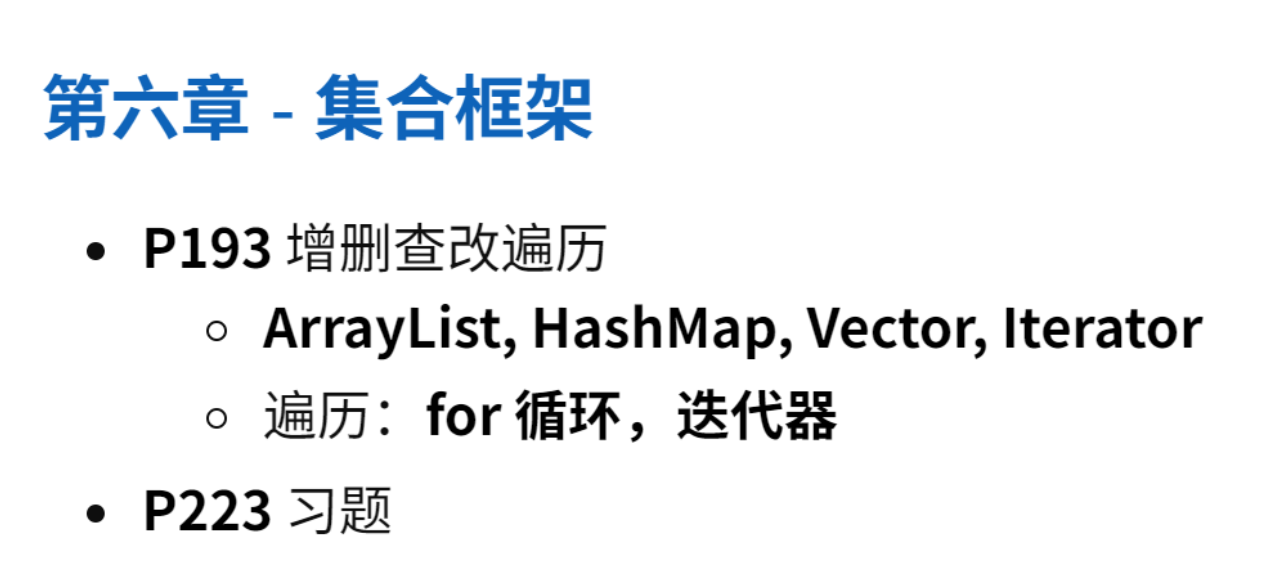 第六章 - 集合框架
P193 增删查改遍历
ArrayList, HashMap, Vector, Iterator
遍历：for 循环，迭代器
P223 习题